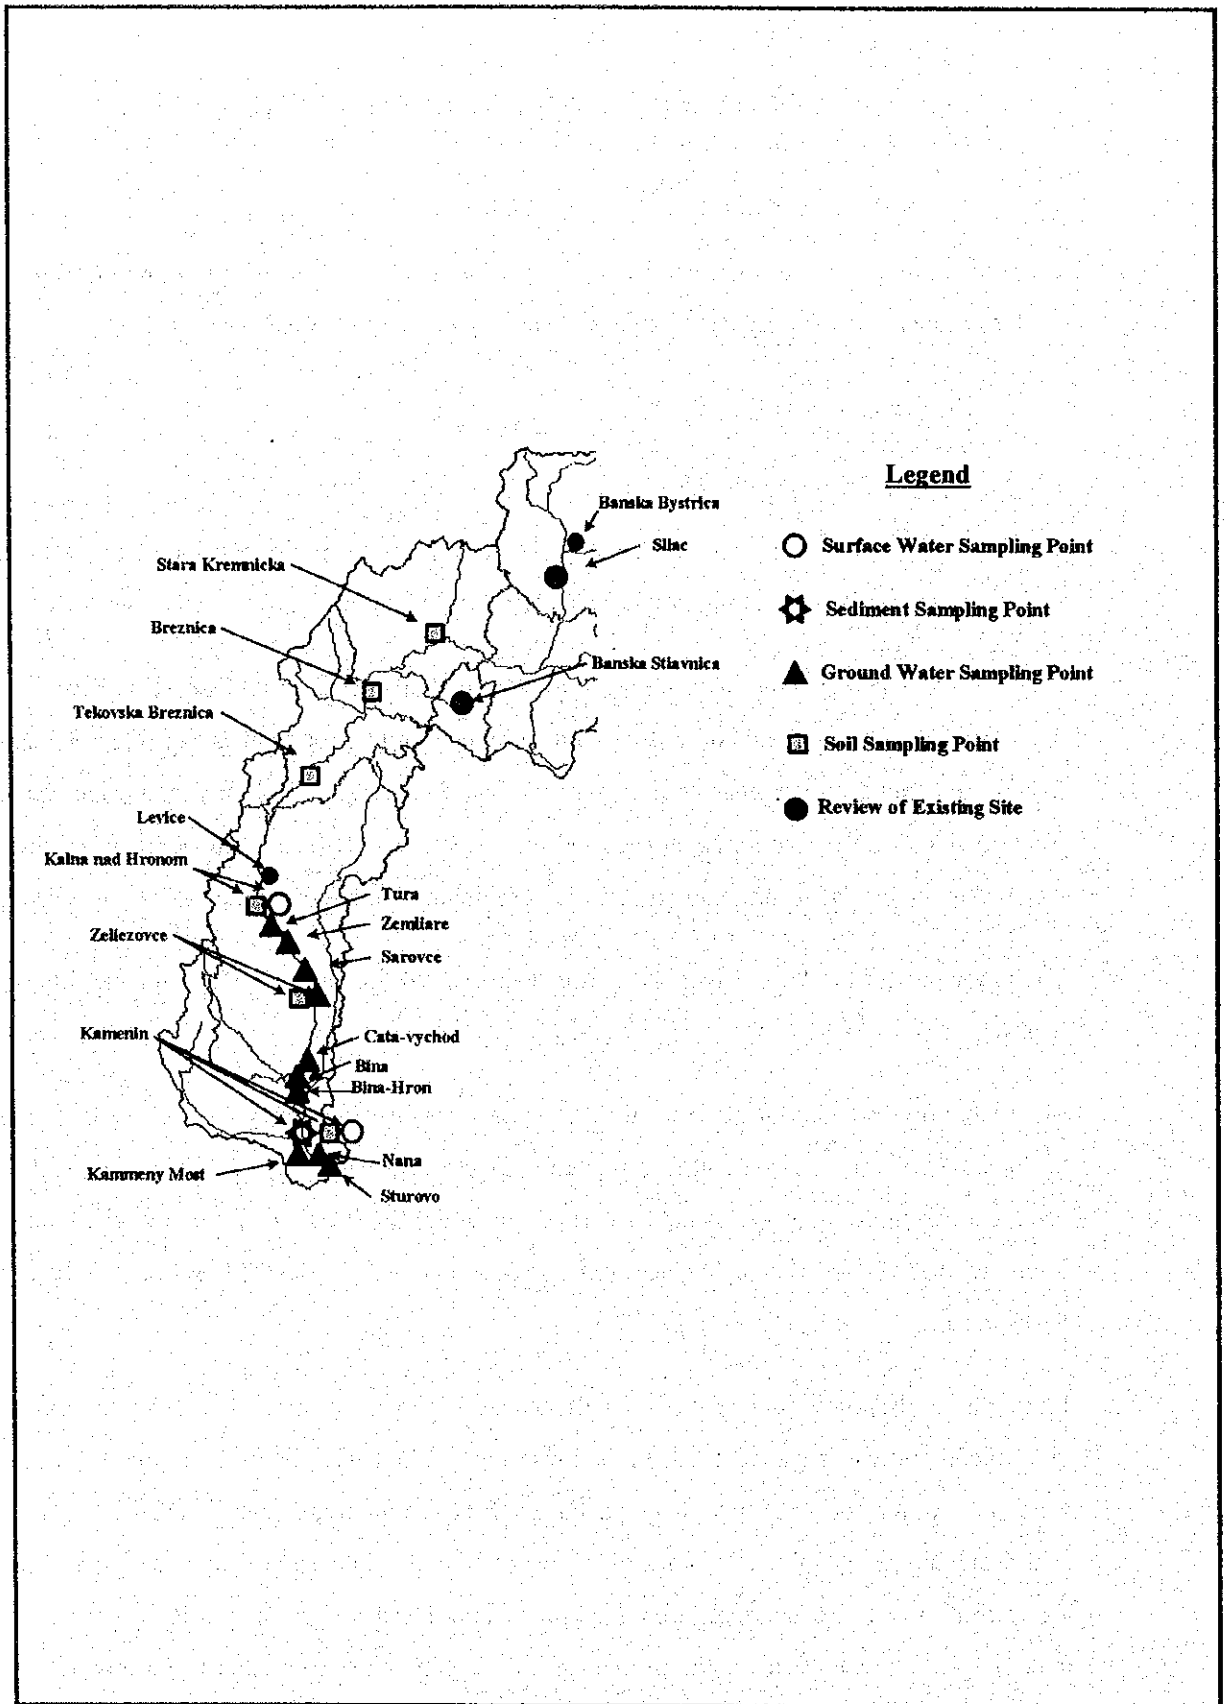 Legend
Banska Bystrica
Sliac
Stara Kremnicka
Breznica
Banska Stiavnica
Tekovska Breznica
Levice
Kalna nad Hronom
Tura
Zemliare
Zeliezovce
Sarovce
Kamenin
Cata-vychod
Bina
Bina-Hron
Nana
Kammeny Most
Sturovo
Surface Water Sampling Point
Sediment Sampling Point
Ground Water Sampling Point
Soil Sampling Point
Review of Existing Site